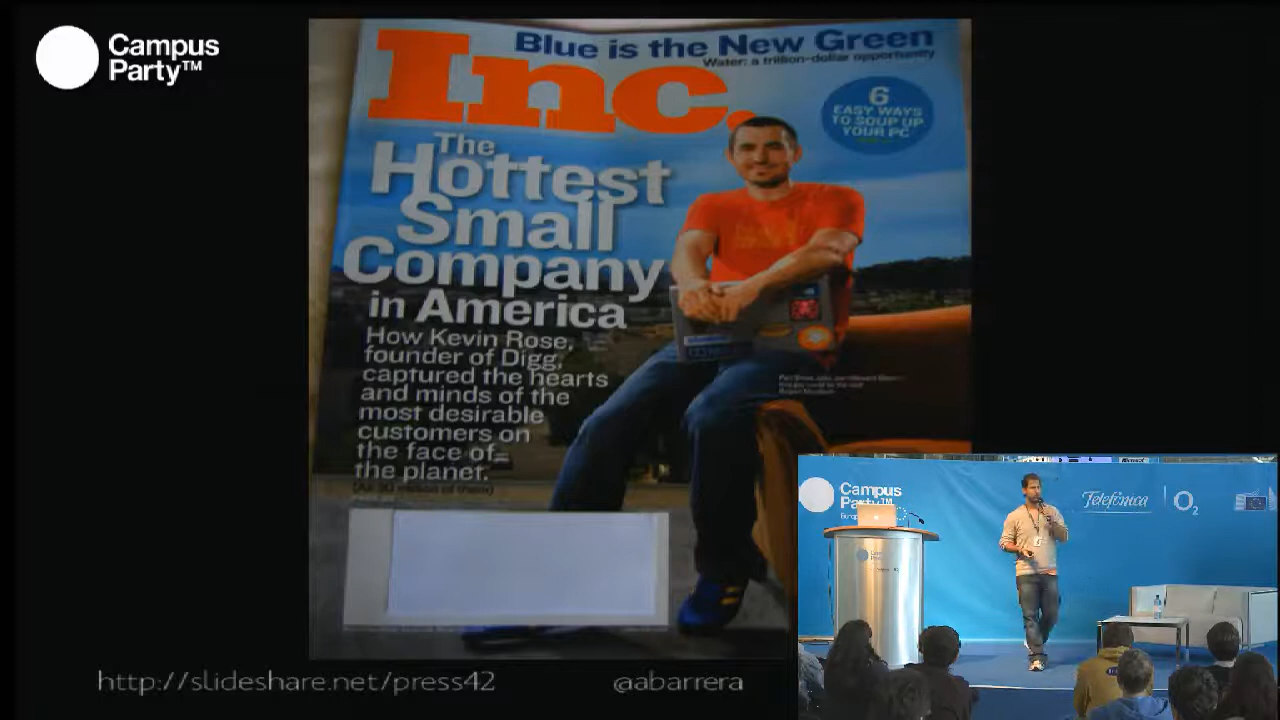 Campus
Party™
Blue is the New Green
Water: a trillion-dollar opportunity
Inc.
6
EASY WAYS
TO SOUP UP
YOUR PC
The
Hottest
Small
Company
in America
How Kevin Rose,
founder of Digg,
captured the hearts
and minds of the
most desirable
customers on
the face of
the planet.
Campus
Party™
Telefónica
O2
http://slideshare.net/press42
@abarrera